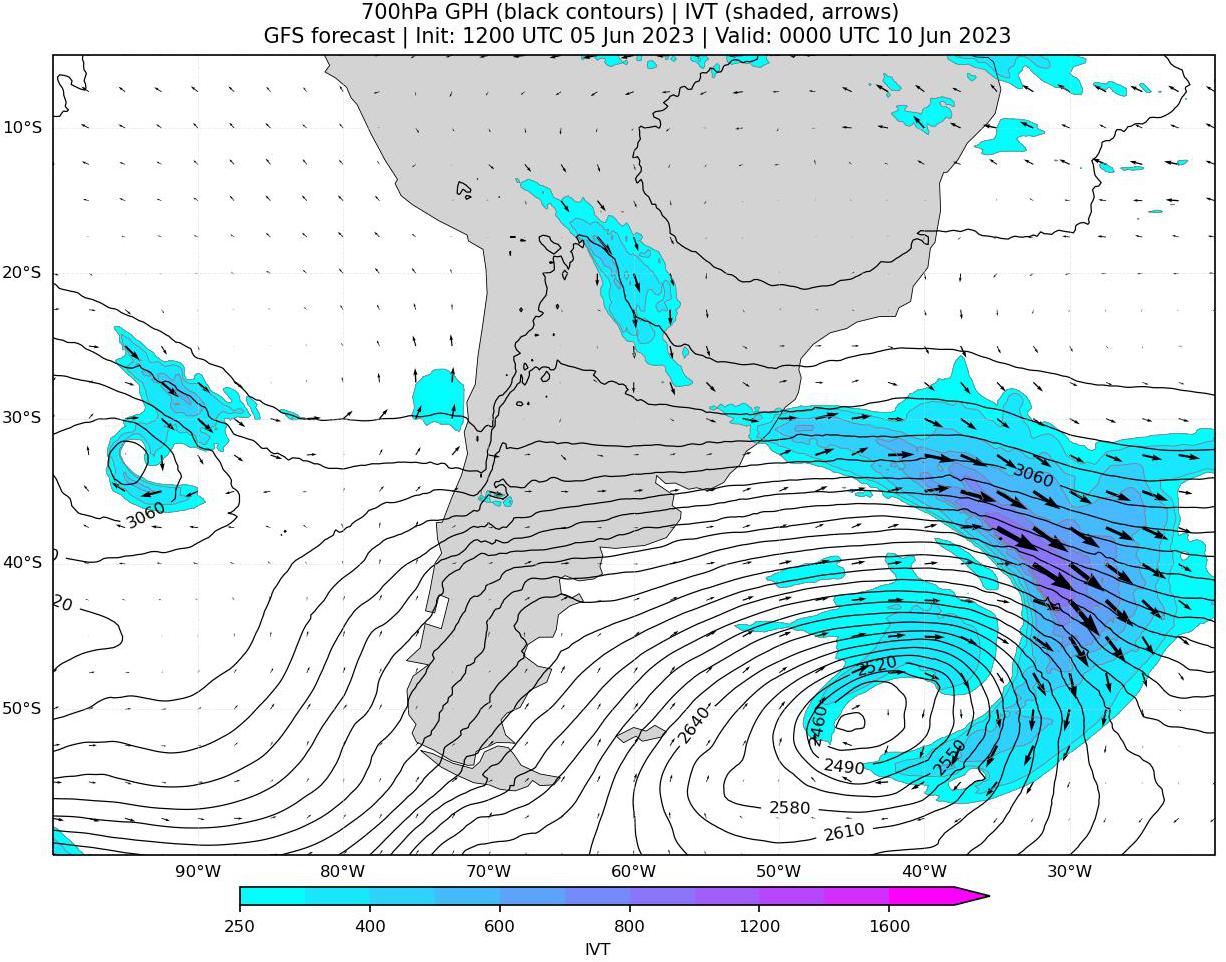 700hPa GPH (black contours) | IVT (shaded, arrows)
GFS forecast | Init: 1200 UTC 05 Jun 2023 | Valid: 0000 UTC 10 Jun 2023
10°S
20°S
30°S
3060
3060
40°S
0
20
2520
50°S
2640
2460
2550
2490
2580
2610
90°W 80°W 70°W 60°W 50°W 40°W 30°W
250 400 600 800 1200 1600
IVT